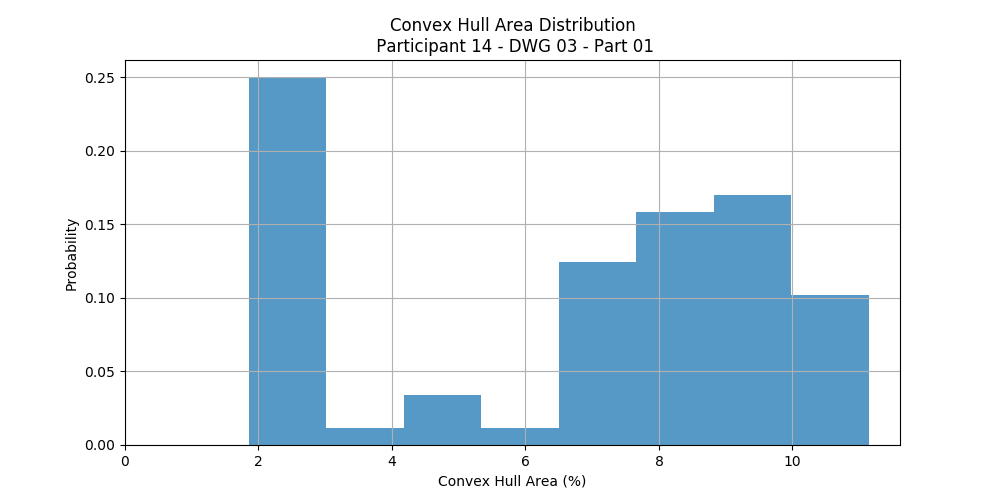 Convex Hull Area Distribution
Participant 14 - DWG 03 - Part 01
Probability
0.25
0.20
0.15
0.10
0.05
0.00
0 2 4 6 8 10
Convex Hull Area (%)